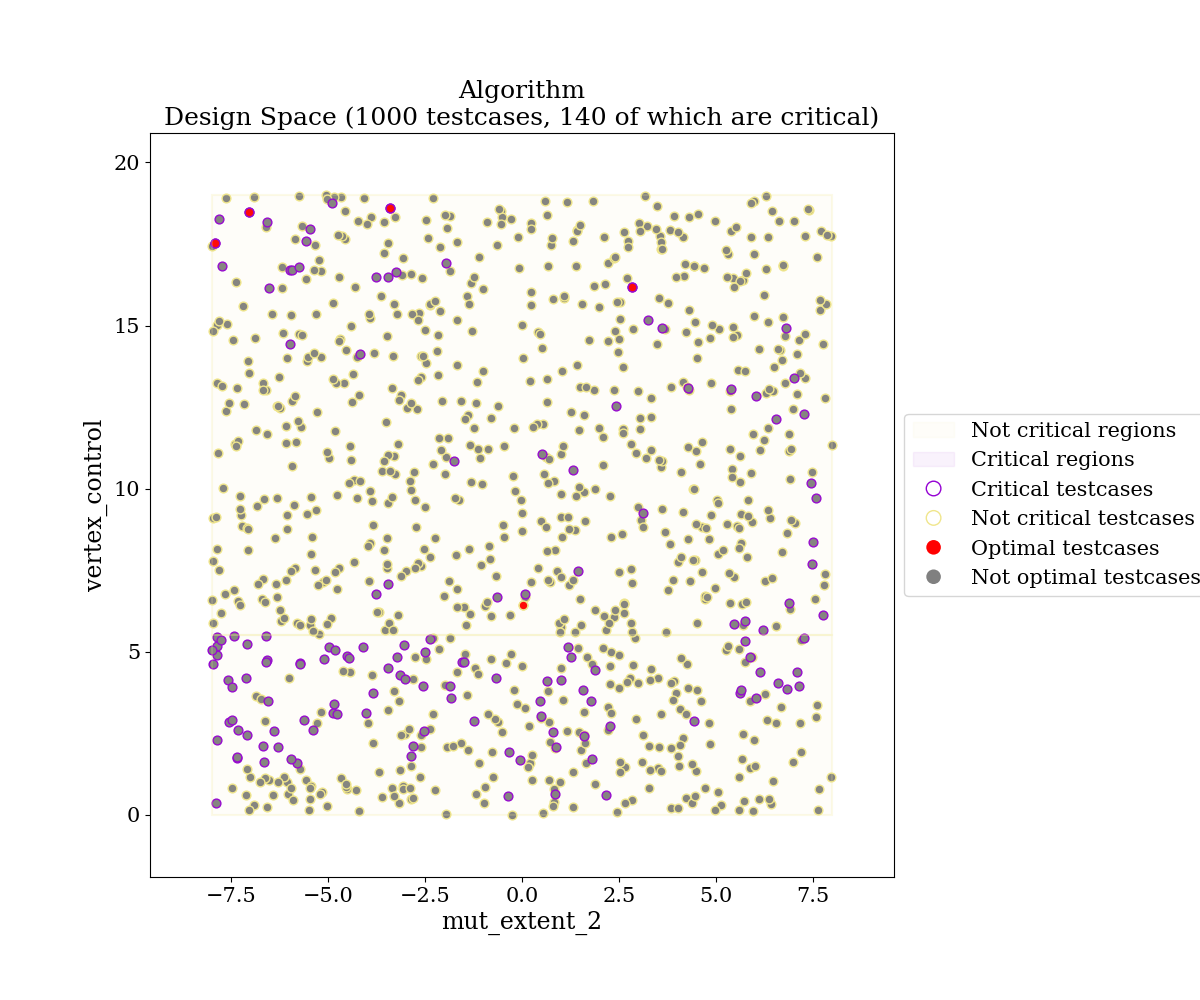 Algorithm
Design Space (1000 testcases, 140 of which are critical)
20
15
10
5
0
vertex_control
−7.5
−5.0
−2.5
0.0
2.5
5.0
7.5
mut_extent_2
Not critical regions
Critical regions
Critical testcases
Not critical testcases
Optimal testcases
Not optimal testcases